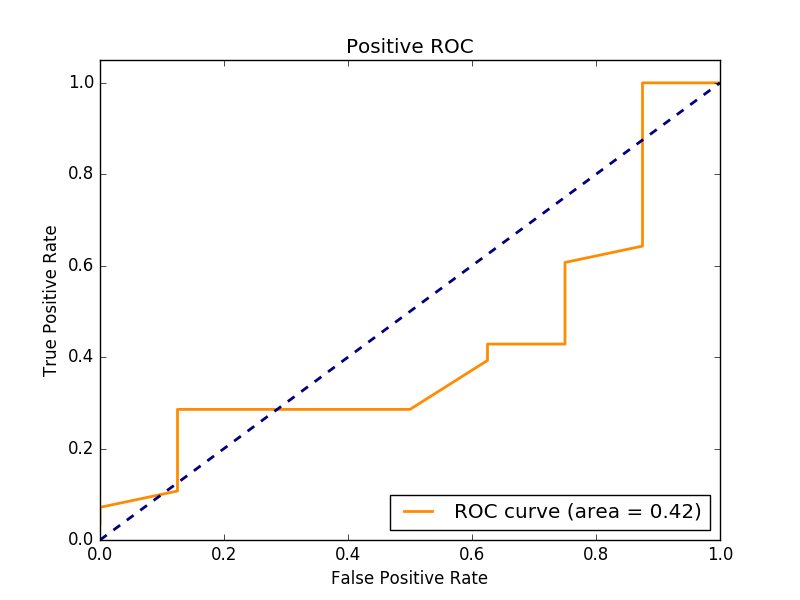 Positive ROC
True Positive Rate
1.0
0.8
0.6
0.4
0.2
0.0
ROC curve (area = 0.42)
0.0 0.2 0.4 0.6 0.8 1.0
False Positive Rate